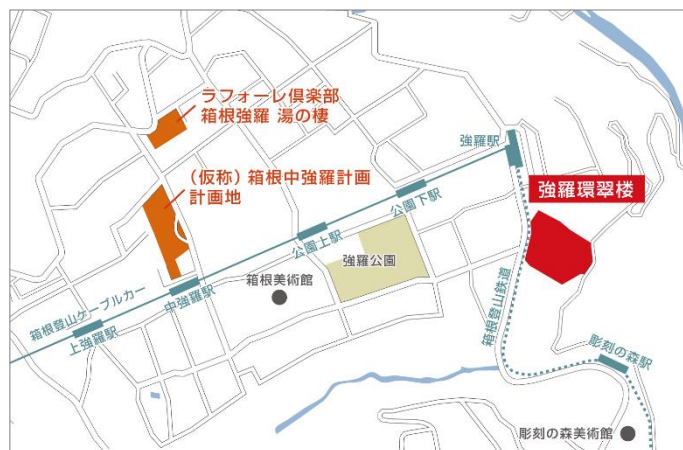 ラフォーレ倶楽部
箱根強羅 湯の棲
強羅駅
(仮称) 箱根中強羅計画
計画地
強羅環翠楼
公園下駅
公園上駅
強羅公園
箱根美術館
中強羅駅
箱根登山ケーブルカー
上強羅駅
箱根登山鉄道
彫刻の森駅
彫刻の森美術館